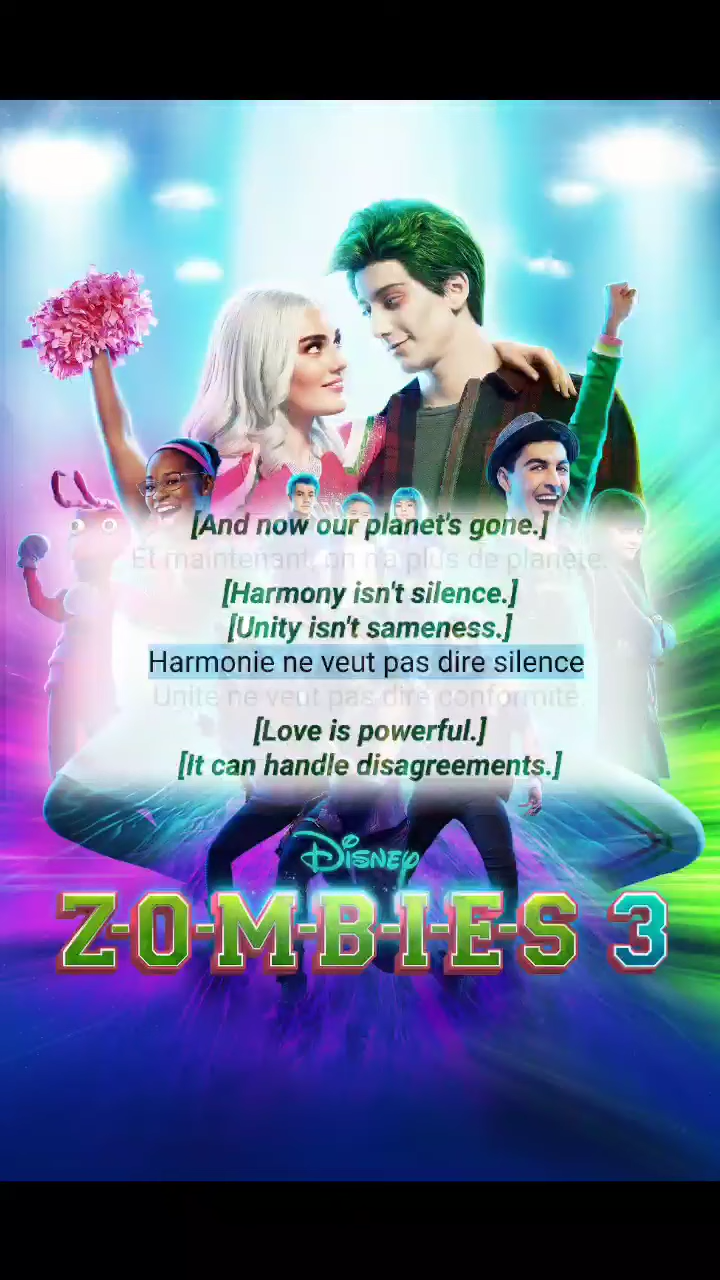 [And now our planet's gone.]
Et maintenant, on n'a plus de planète.
[Harmony isn't silence.]
[Unity isn't sameness.]
Harmonie ne veut pas dire silence
Unité ne veut pas dire conformité.
[Love is powerful.]
[It can handle disagreements.]
Disney
Z-O-M-B-I-E-S 3